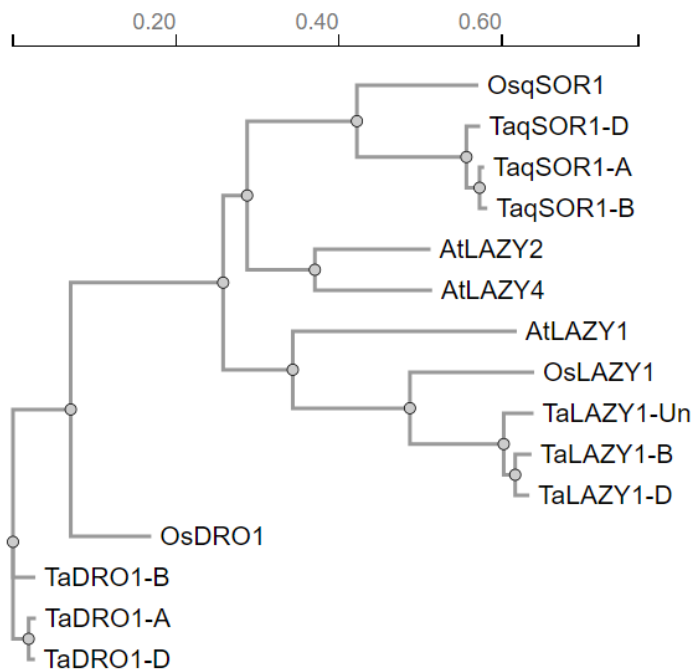 0.20 0.40 0.60
OsqSOR1
TaqSOR1-D
TaqSOR1-A
TaqSOR1-B
AtLAZY2
AtLAZY4
AtLAZY1
OsLAZY1
TaLAZY1-Un
TaLAZY1-B
TaLAZY1-D
OsDRO1
TaDRO1-B
TaDRO1-A
TaDRO1-D